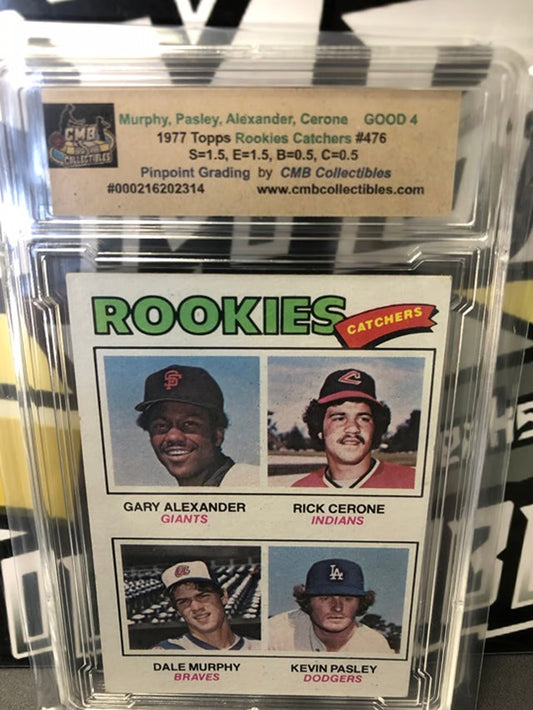 CMB
COLLECTIBLES
Murphy, Pasley, Alexander, Cerone GOOD 4
1977 Topps Rookies Catchers #476
S=1.5, E=1.5, B=0.5, C=0.5
Pinpoint Grading by CMB Collectibles
#000216202314 www.cmbcollectibles.com
ROOKIES
CATCHERS
SF
C
GARY ALEXANDER
GIANTS
RICK CERONE
INDIANS
LA
DALE MURPHY
BRAVES
KEVIN PASLEY
DODGERS